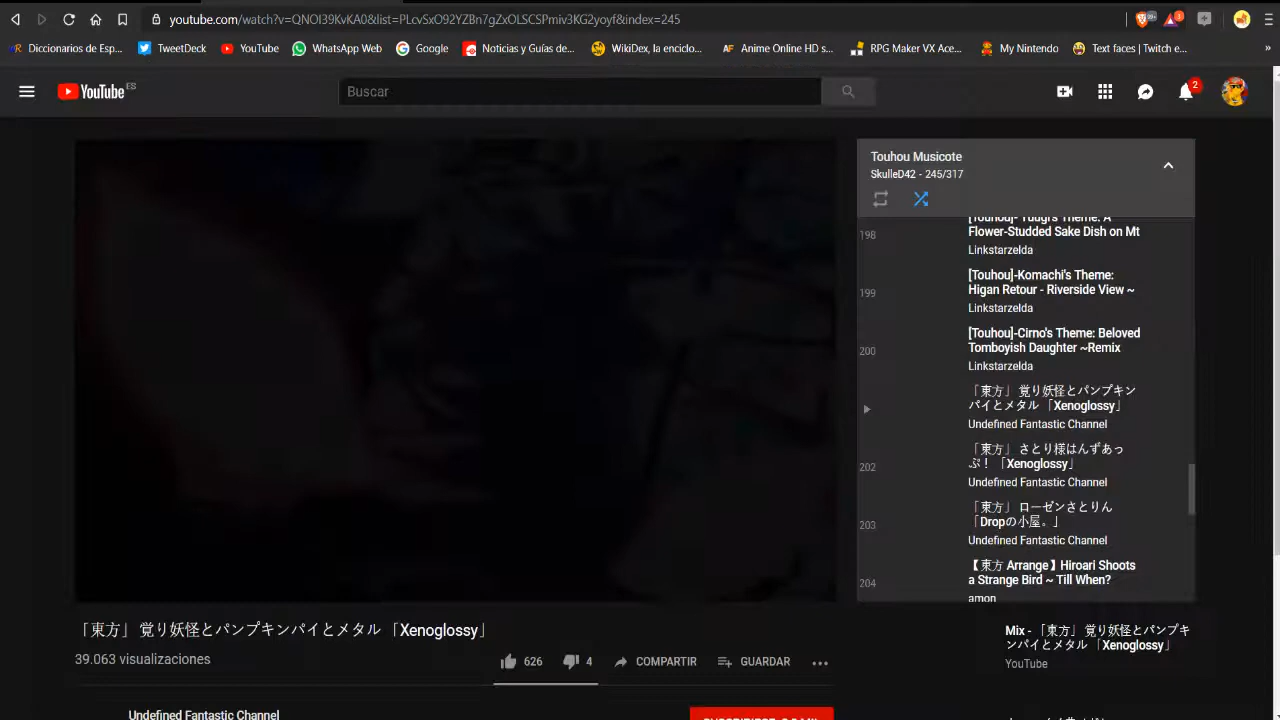 youtube.com/watch?v=QNOI39KvKA0&list=PLcvSxO92YZBn7gZxOLSCSPmiv3KG2yoyf&index=245
Diccionarios de Esp... TweetDeck YouTube WhatsApp Web Google Noticias y Guías de... WikiDex, la enciclo... Anime Online HD s... RPG Maker VX Ace... My Nintendo Text faces | Twitch e... »
YouTube ES
Buscar
2
Touhou Musicote
SkulleD42 - 245/317
198
[Touhou]- Yuugi's Theme: A
Flower-Studded Sake Dish on Mt
Linkstarzelda
199
[Touhou]-Komachi's Theme:
Higan Retour - Riverside View ~
Linkstarzelda
200
[Touhou]-Cirno's Theme: Beloved
Tomboyish Daughter ~Remix
Linkstarzelda
「東方」 覚り妖怪とパンプキン
パイとメタル 「Xenoglossy」
Undefined Fantastic Channel
202
「東方」 さとり様はんずあっ
ぷ！ 「Xenoglossy」
Undefined Fantastic Channel
203
「東方」 ローゼンさとりん
「Dropの小屋。」
Undefined Fantastic Channel
204
【東方 Arrange】Hiroari Shoots
a Strange Bird ~ Till When?
amon
「東方」 覚り妖怪とパンプキンパイとメタル 「Xenoglossy」
39.063 visualizaciones
626 4 COMPARTIR GUARDAR
Undefined Fantastic Channel
Mix - 「東方」 覚り妖怪とパンプキ
ンパイとメタル 「Xenoglossy」
YouTube